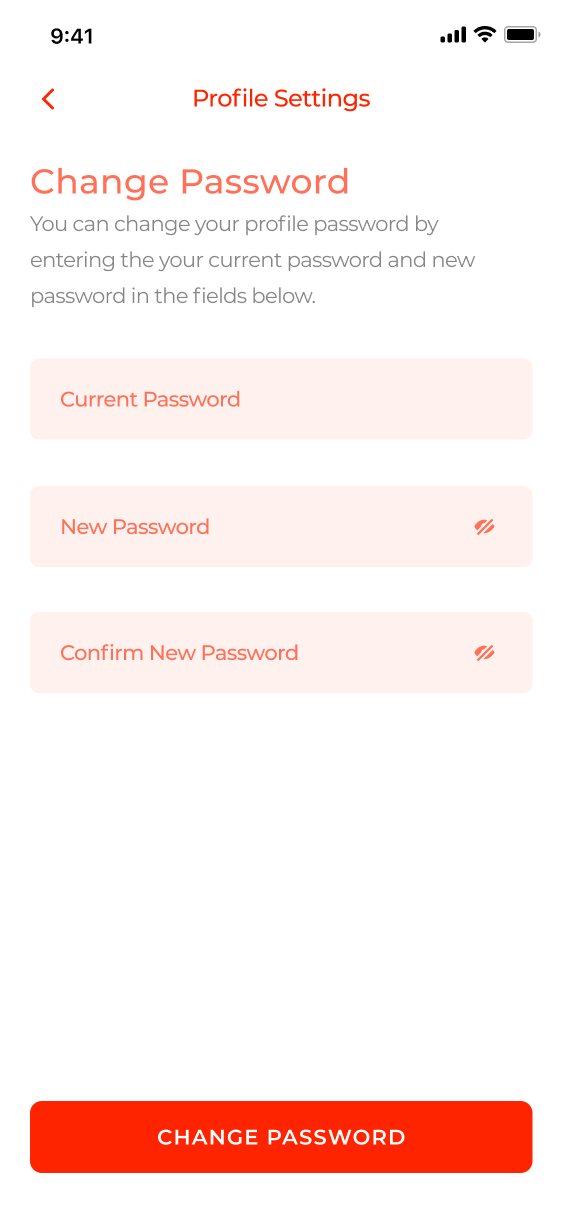 9:41
Profile Settings
Change Password
You can change your profile password by
entering the your current password and new
password in the fields below.
Current Password
New Password
Confirm New Password
CHANGE PASSWORD